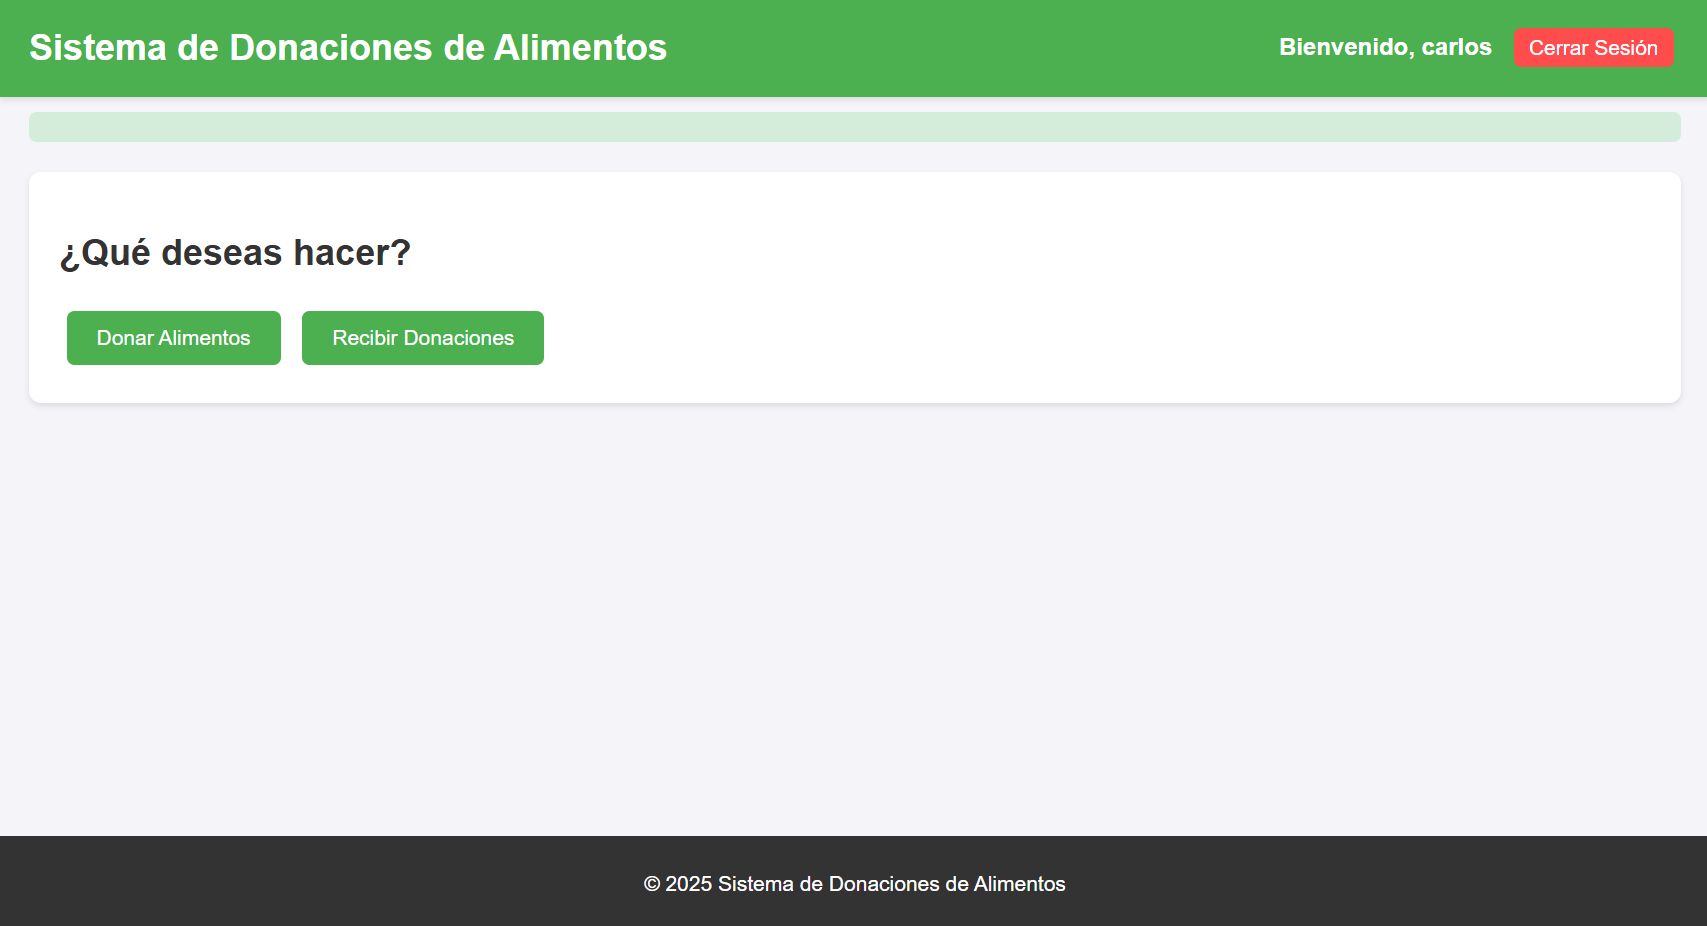 Sistema de Donaciones de Alimentos
Bienvenido, carlos
Cerrar Sesión
¿Qué deseas hacer?
Donar Alimentos
Recibir Donaciones
© 2025 Sistema de Donaciones de Alimentos